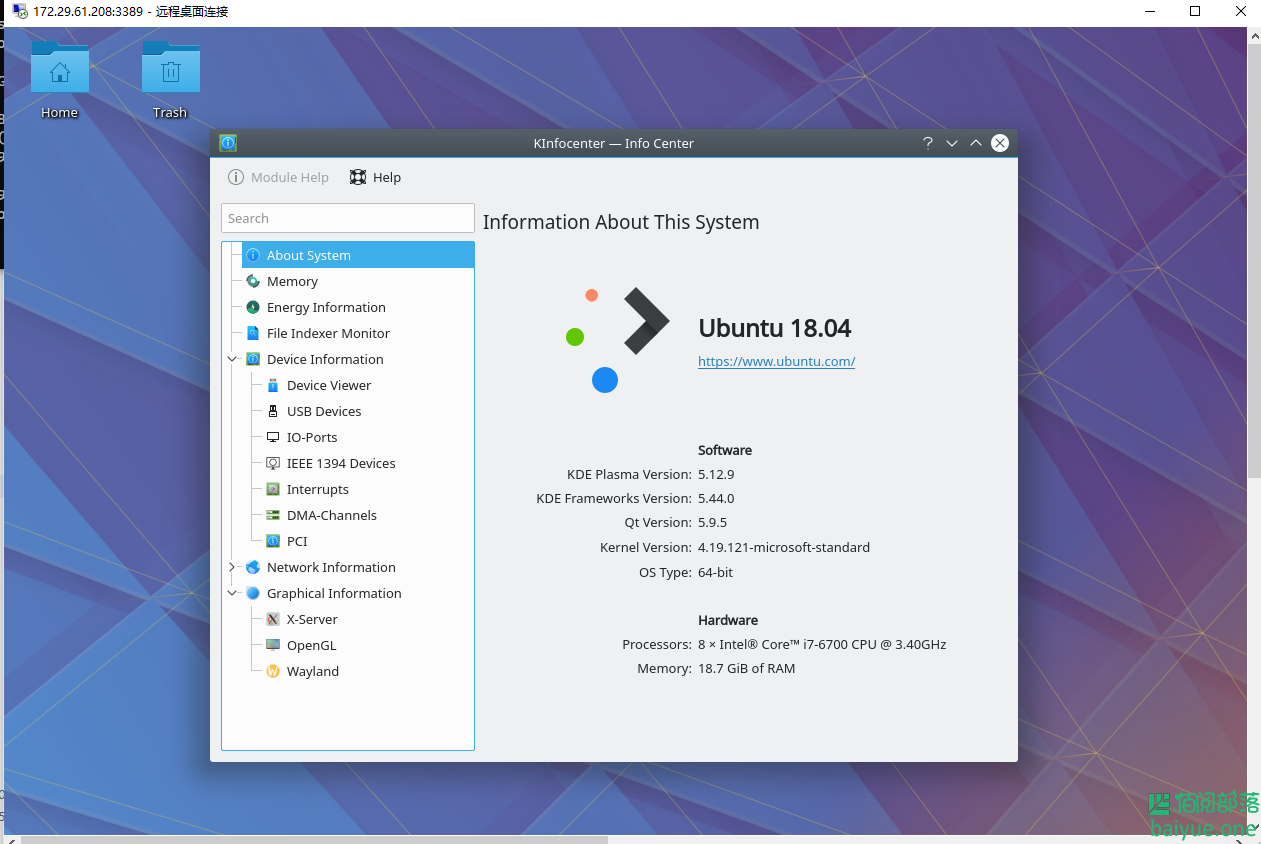 172.29.61.208:3389 - 远程桌面连接
Home
Trash
KInfocenter — Info Center
Module Help
Help
Search
About System
Memory
Energy Information
File Indexer Monitor
Device Information
Device Viewer
USB Devices
IO-Ports
IEEE 1394 Devices
Interrupts
DMA-Channels
PCI
Network Information
Graphical Information
X-Server
OpenGL
Wayland
Information About This System
Ubuntu 18.04
https://www.ubuntu.com/
Software
KDE Plasma Version: 5.12.9
KDE Frameworks Version: 5.44.0
Qt Version: 5.9.5
Kernel Version: 4.19.121-microsoft-standard
OS Type: 64-bit
Hardware
Processors: 8 × Intel® Core™ i7-6700 CPU @ 3.40GHz
Memory: 18.7 GiB of RAM
佰阅部落
baiyue.one